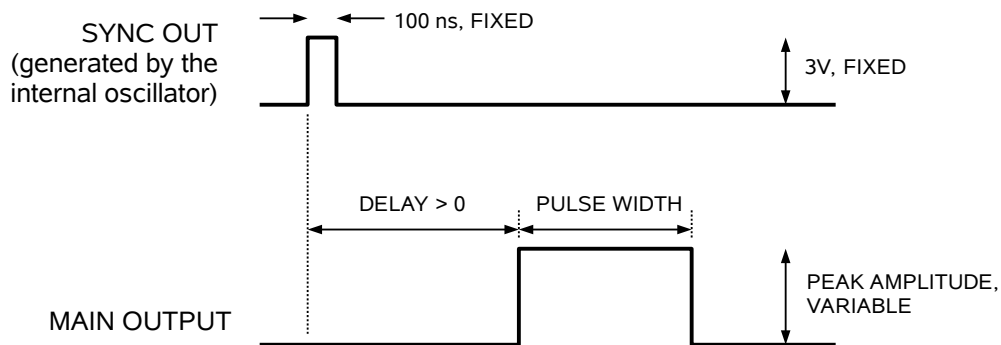 100 ns, FIXED
SYNC OUT
(generated by the
internal oscillator)
3V, FIXED
DELAY > 0
PULSE WIDTH
PEAK AMPLITUDE,
VARIABLE
MAIN OUTPUT